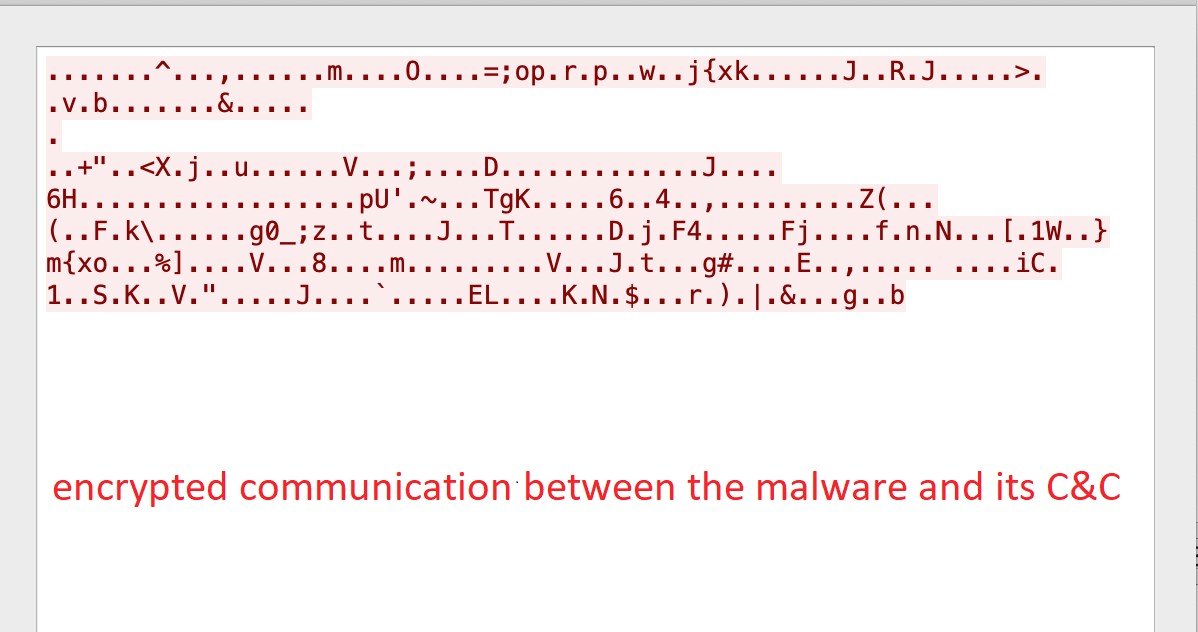 .......^...,......m....O....=;op.r.p..w..j{xk......J..R.J.....>.
.v.b.......&.....
.
..+"..<X.j..u......V...;....D.............J....
6H..................pU'.~...TgK.....6..4..,.........Z(...
(..F.k\......g0_;z..t....J...T......D.j.F4.....Fj....f.n.N...[.1W..}
m{xo...%]....V...8....m.........V...J.t...g#....E..,..... ....iC.
1..S.K..V.".....J....`.....EL....K.N.$...r.).|.&...g..b
encrypted communication between the malware and its C&C